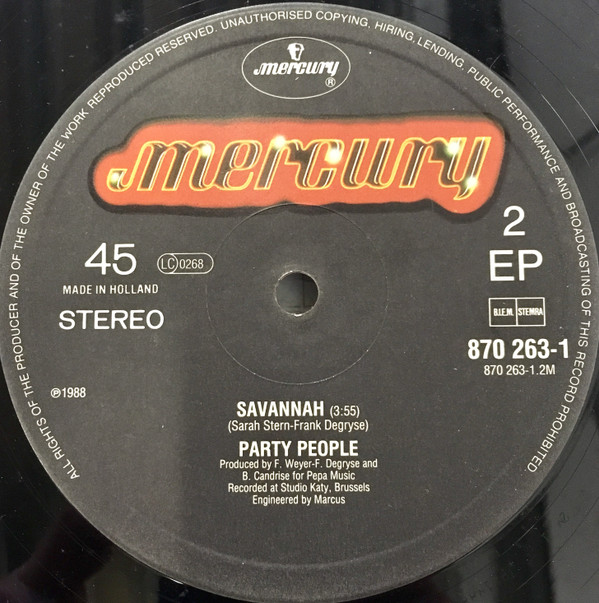 ALL RIGHTS OF THE PRODUCER AND OF THE OWNER OF THE WORK REPRODUCED RESERVED. UNAUTHORISED COPYING, HIRING, LENDING, PUBLIC PERFORMANCE AND BROADCASTING OF THIS RECORD PROHIBITED
mercury
®
mercury
2
EP
45
LC 0268
MADE IN HOLLAND
STEREO
B.I.E.M. STEMRA
870 263-1
870 263-1.2M
℗1988
SAVANNAH (3:55)
(Sarah Stern-Frank Degryse)
PARTY PEOPLE
Produced by F. Weyer-F. Degryse and
B. Candrise for Pepa Music
Recorded at Studio Katy, Brussels
Engineered by Marcus